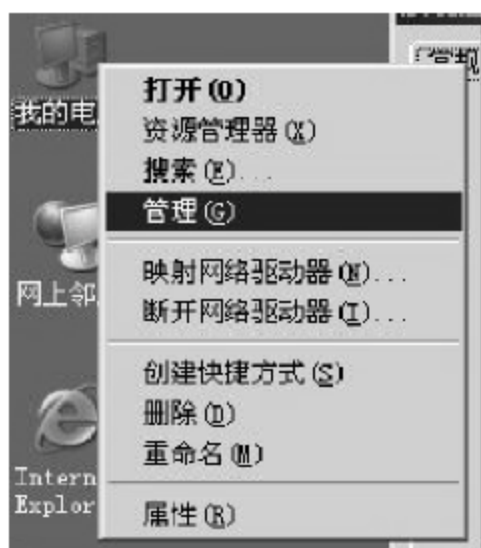 我的电
网上邻
Intern
Explor
常规
打开(O)
资源管理器(X)
搜索(E)...
管理(G)
映射网络驱动器(N)...
断开网络驱动器(I)...
创建快捷方式(S)
删除(D)
重命名(M)
属性(R)